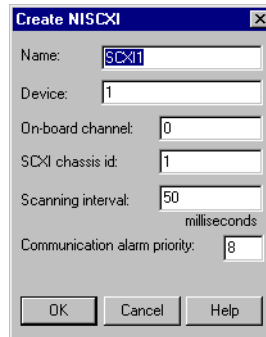 Create NISCXI
Name: SCXI1
Device: 1
On-board channel: 0
SCXI chassis id: 1
Scanning interval: 50
milliseconds
Communication alarm priority: 8
OK Cancel Help